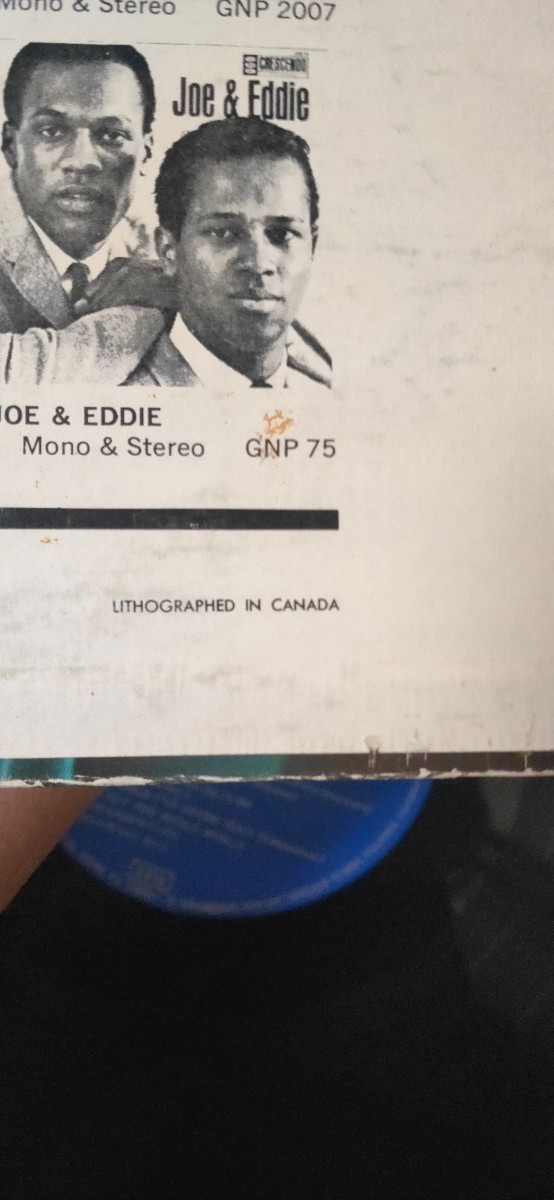 Mono & Stereo GNP 2007
CRESCENDO
Joe & Eddie
JOE & EDDIE
Mono & Stereo GNP 75
LITHOGRAPHED IN CANADA